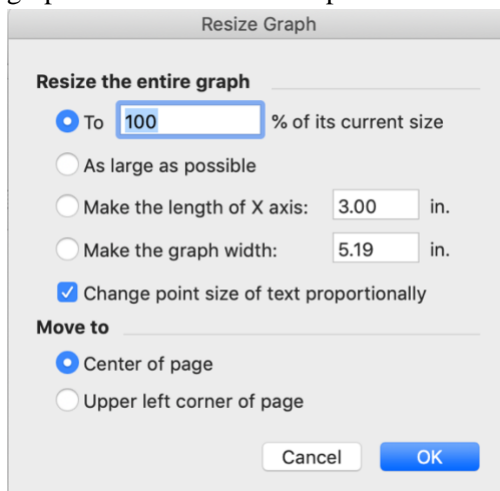 Resize Graph
Resize the entire graph
To 100 % of its current size
As large as possible
Make the length of X axis: 3.00 in.
Make the graph width: 5.19 in.
Change point size of text proportionally
Move to
Center of page
Upper left corner of page
Cancel OK